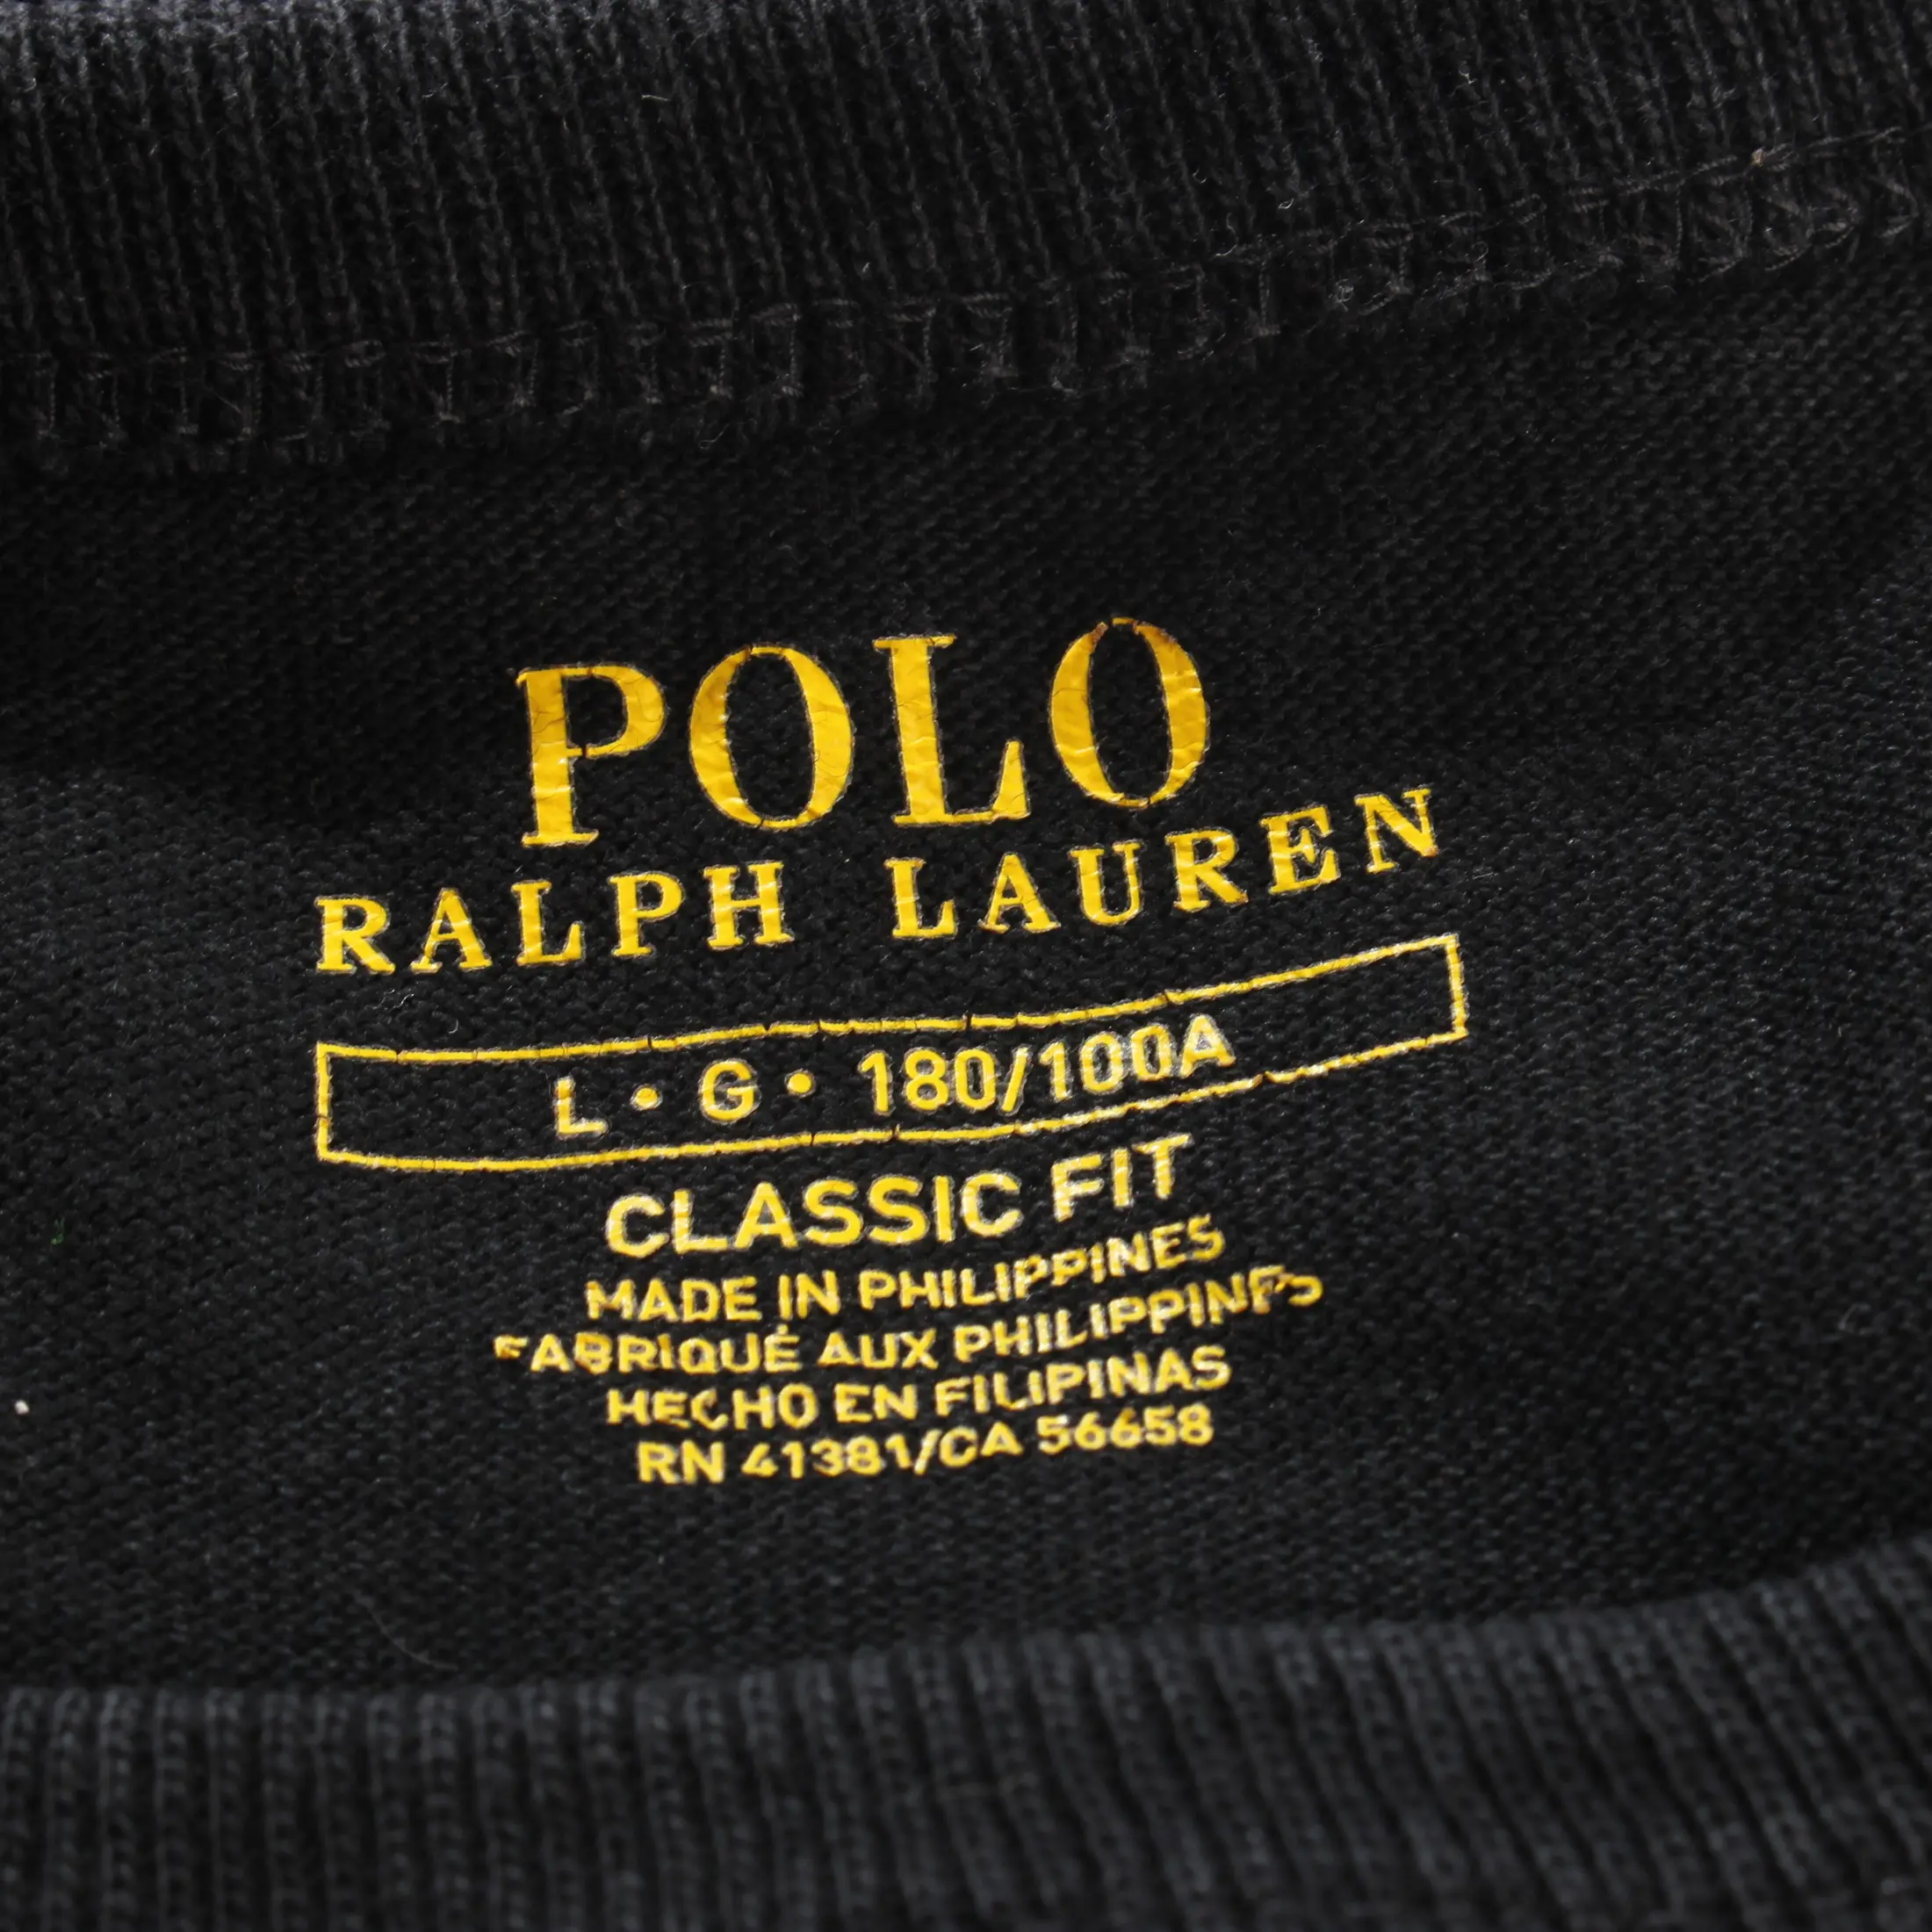 POLO
RALPH LAUREN
L • G • 180/100A
CLASSIC FIT
MADE IN PHILIPPINES
FABRIQUÉ AUX PHILIPPINES
HECHO EN FILIPINAS
RN 41381/CA 56658